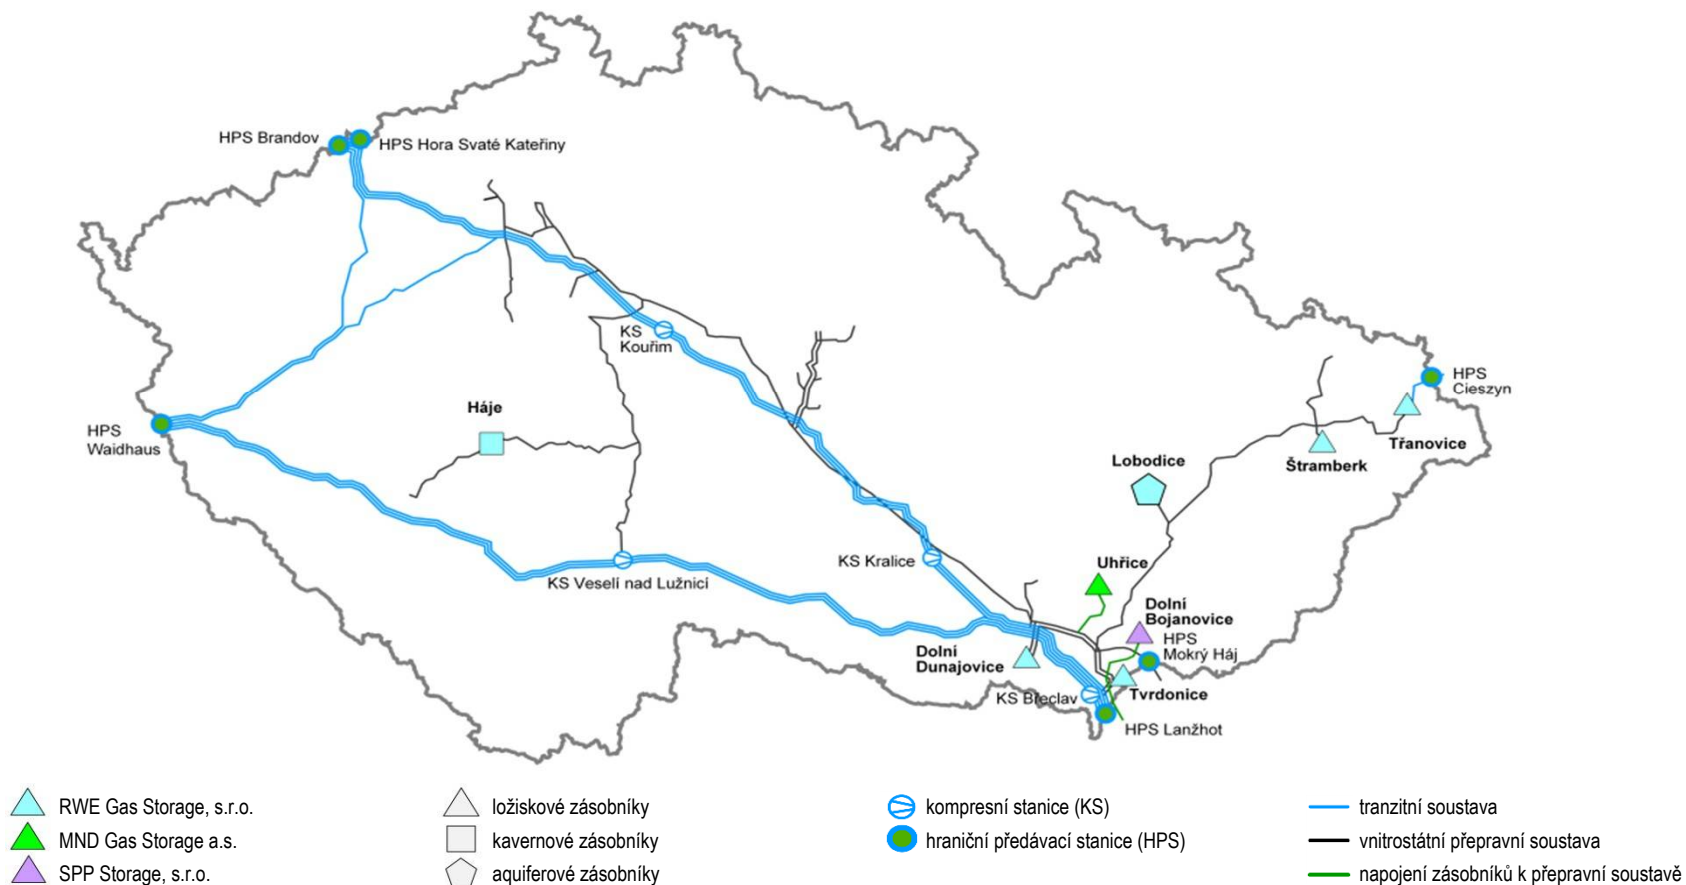 HPS Brandov
HPS Hora Svaté Kateřiny
KS
Kouřim
HPS
Cieszyn
Háje
HPS
Waidhaus
Třanovice
Štramberk
Lobodice
KS Kralice
Uhřice
KS Veselí nad Lužnicí
Dolní
Bojanovice
HPS
Mokrý Háj
Dolní
Dunajovice
Tvrdonice
KS Břeclav
HPS Lanžhot
RWE Gas Storage, s.r.o.
ložiskové zásobníky
kompresní stanice (KS)
tranzitní soustava
MND Gas Storage a.s.
kavernové zásobníky
hraniční předávací stanice (HPS)
vnitrostátní přepravní soustava
SPP Storage, s.r.o.
aquiferové zásobníky
napojení zásobníků k přepravní soustavě